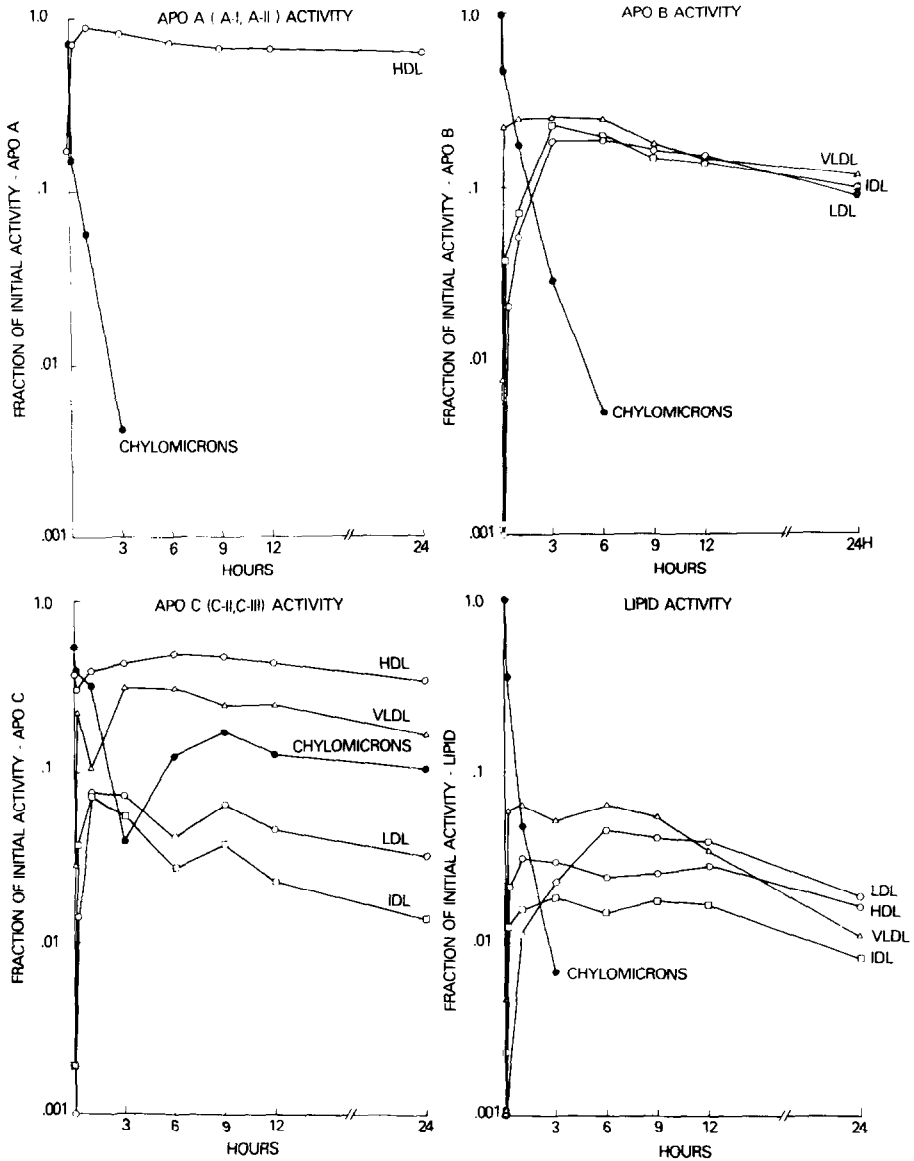 APO A ( A-I, A-II ) ACTIVITY
1.0
.1
.01
.001
FRACTION OF INITIAL ACTIVITY - APO A
HDL
CHYLOMICRONS
3 6 9 12 24
HOURS
APO B ACTIVITY
1.0
.1
.01
.001
FRACTION OF INITIAL ACTIVITY - APO B
VLDL
IDL
LDL
CHYLOMICRONS
3 6 9 12 24H
HOURS
APO C (C-II,C-III) ACTIVITY
1.0
.1
.01
.001
FRACTION OF INITIAL ACTIVITY - APO C
HDL
VLDL
CHYLOMICRONS
LDL
IDL
3 6 9 12 24
HOURS
LIPID ACTIVITY
1.0
.1
.01
.001
FRACTION OF INITIAL ACTIVITY - LIPID
LDL
HDL
VLDL
IDL
CHYLOMICRONS
3 6 9 12 24
HOURS